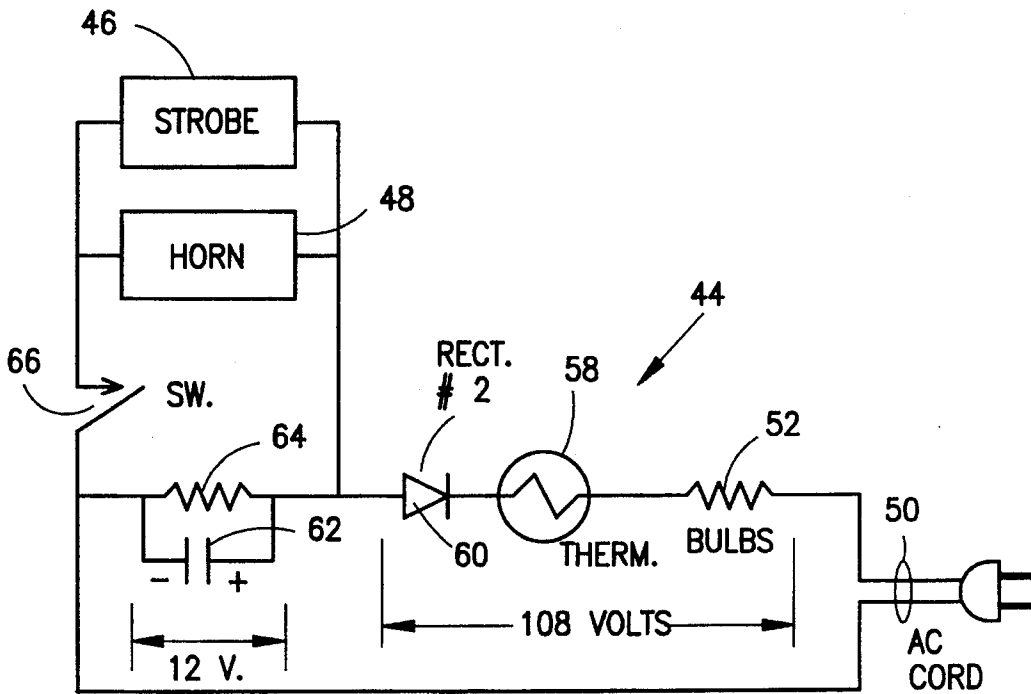 46
STROBE
48
HORN
44
66
SW.
RECT.
# 2
58
64
52
62
60
THERM.
BULBS
50
- +
12 V.
108 VOLTS
AC
CORD